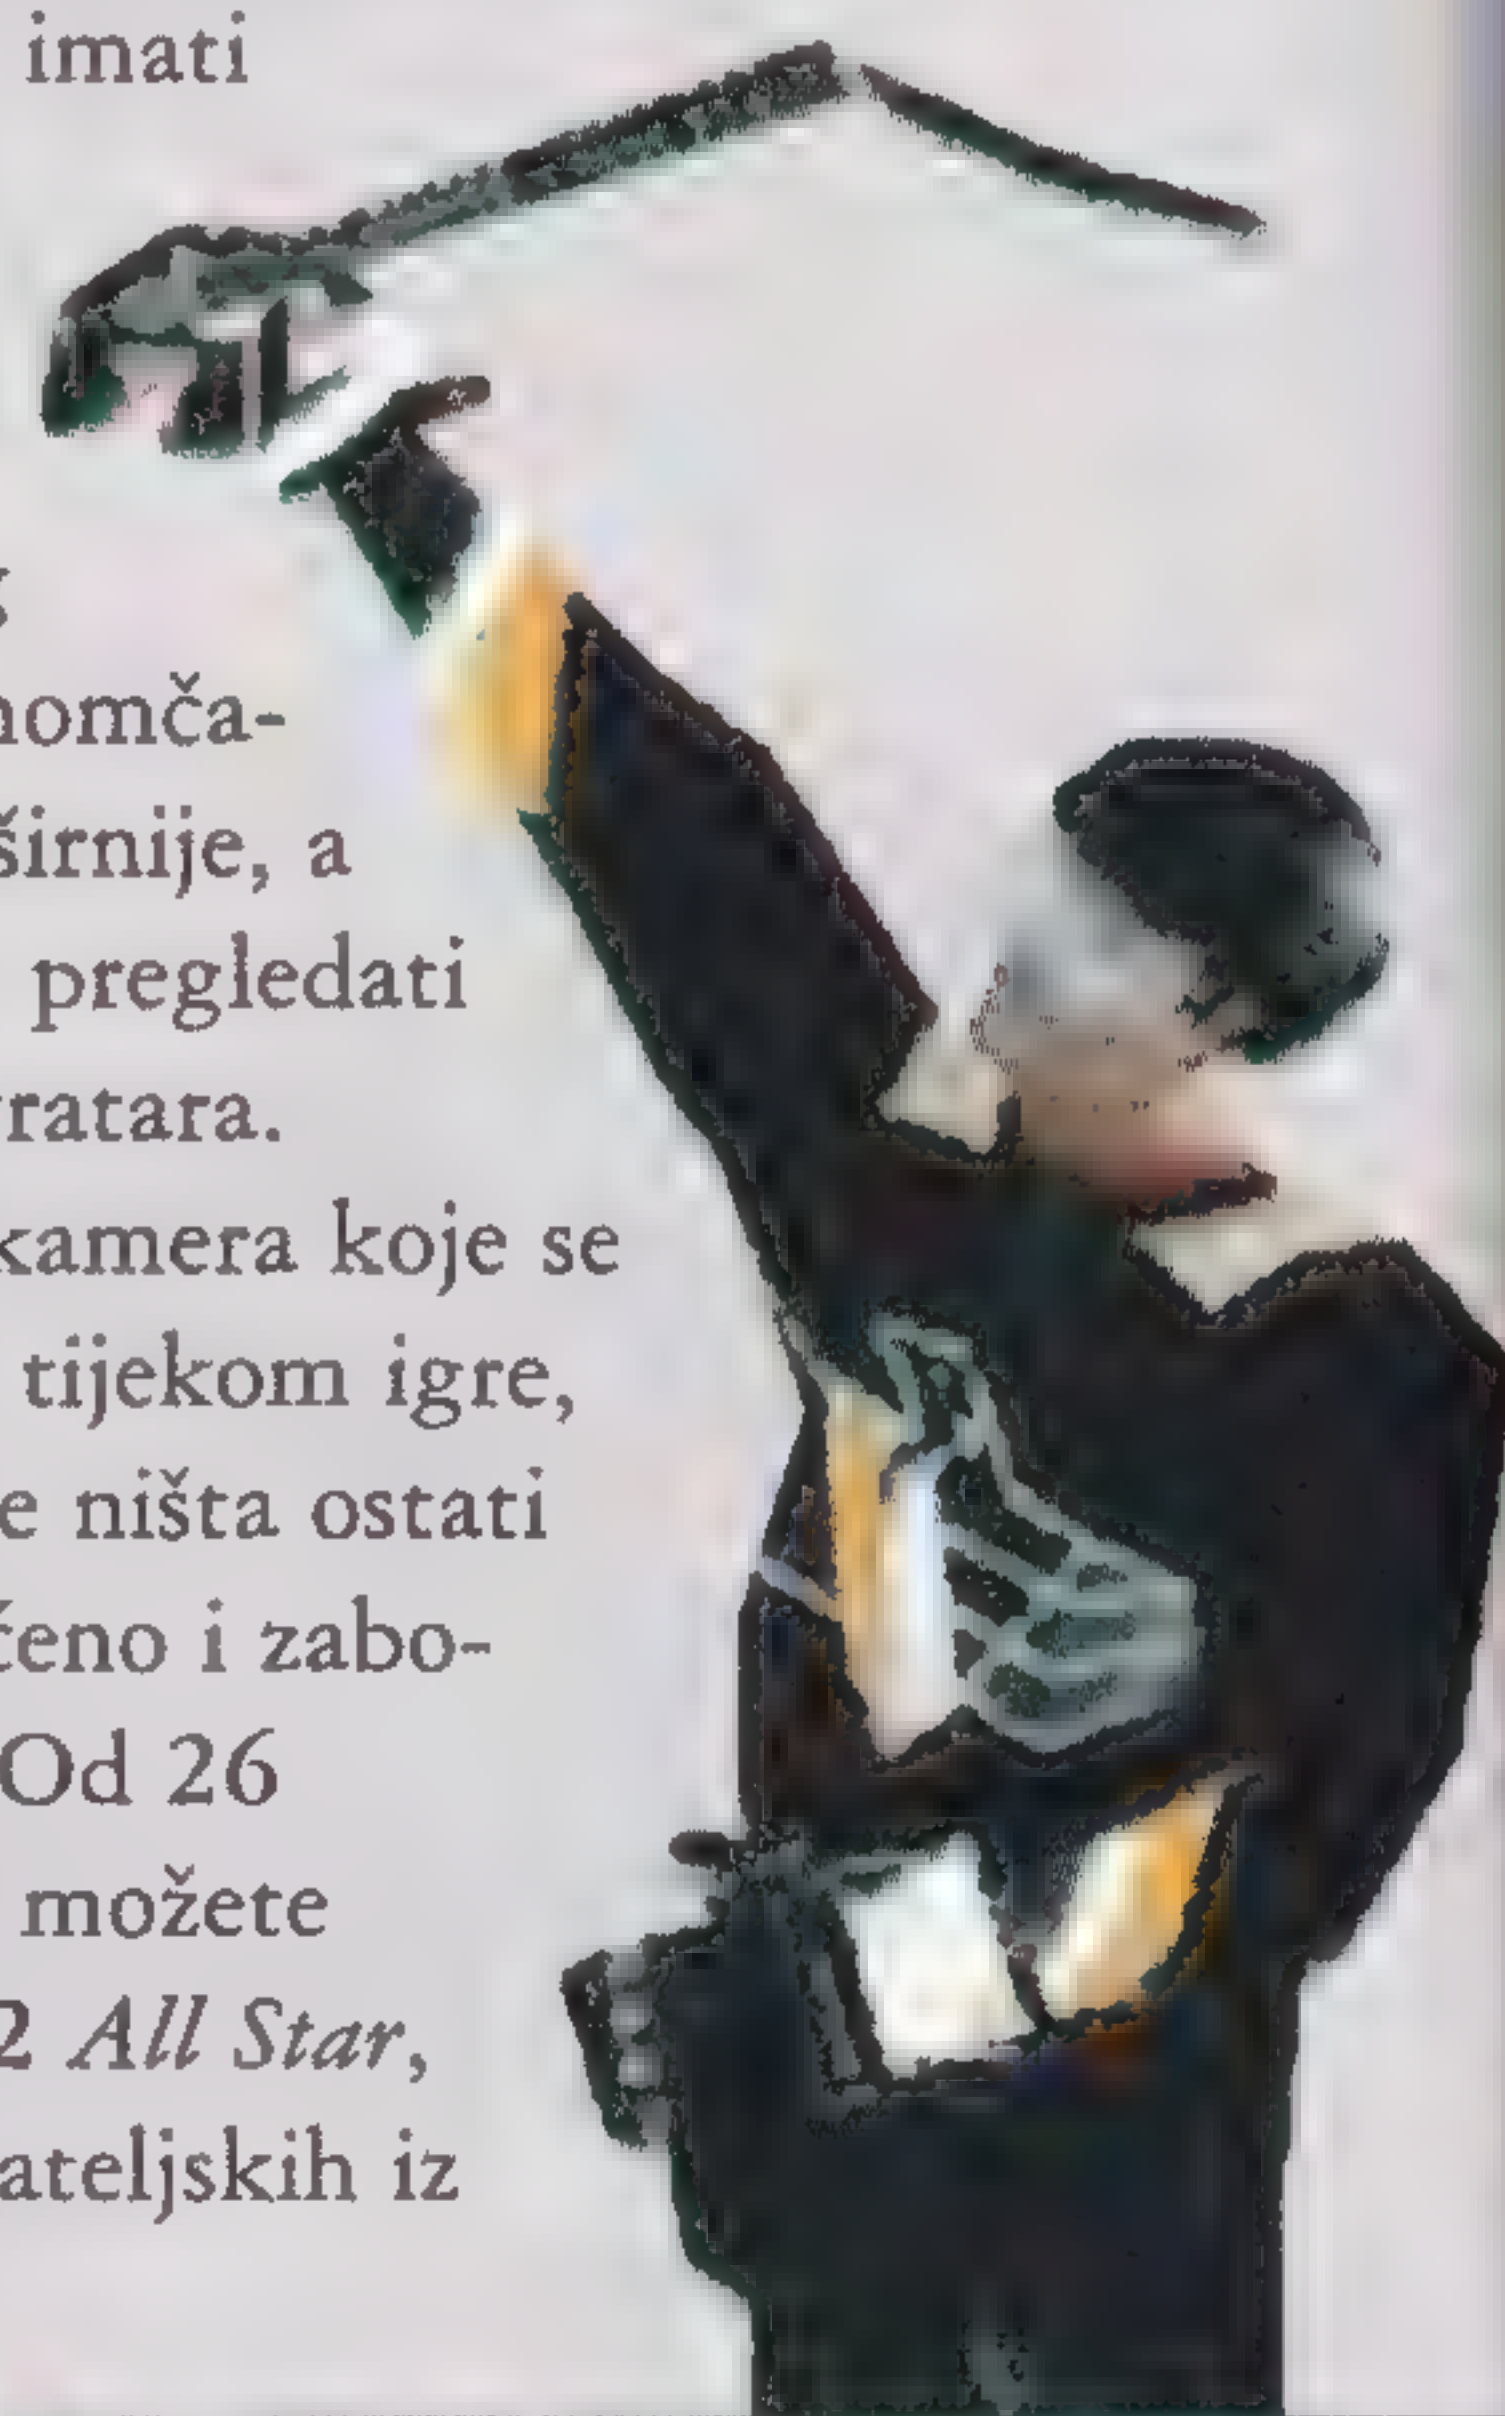 imati
omča-
širnije, a
pregledati
ratara.
kamera koje se
tijekom igre,
e ništa ostati
eno i zabo-
Od 26
možete
2 All Star,
ateljskih iz